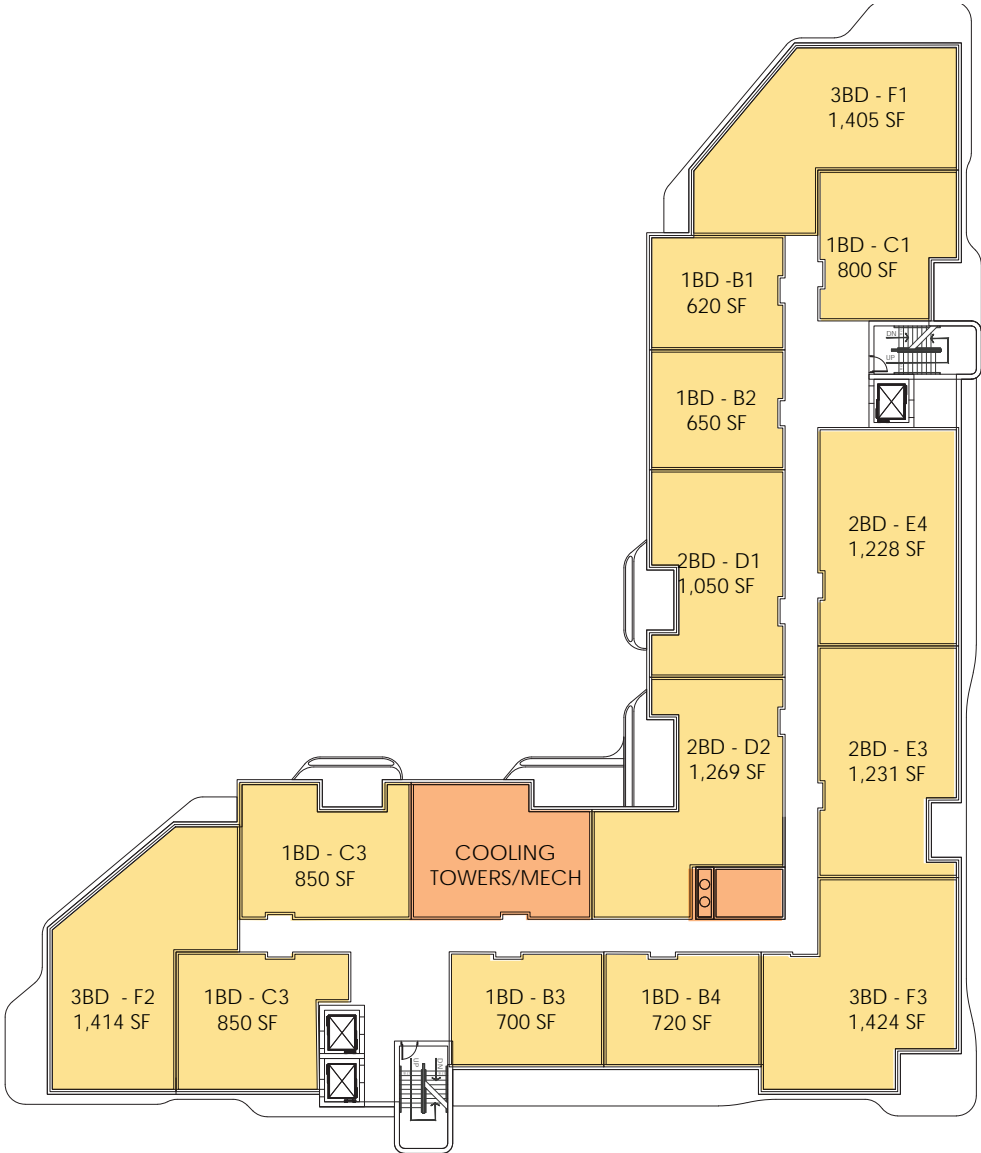 3BD - F1
1,405 SF
1BD - C1
800 SF
1BD -B1
620 SF
DN
UP
1BD - B2
650 SF
2BD - E4
1,228 SF
2BD - D1
1,050 SF
2BD - D2
1,269 SF
2BD - E3
1,231 SF
1BD - C3
850 SF
COOLING
TOWERS/MECH
3BD - F2
1,414 SF
1BD - C3
850 SF
1BD - B3
700 SF
1BD - B4
720 SF
3BD - F3
1,424 SF
UP
DN